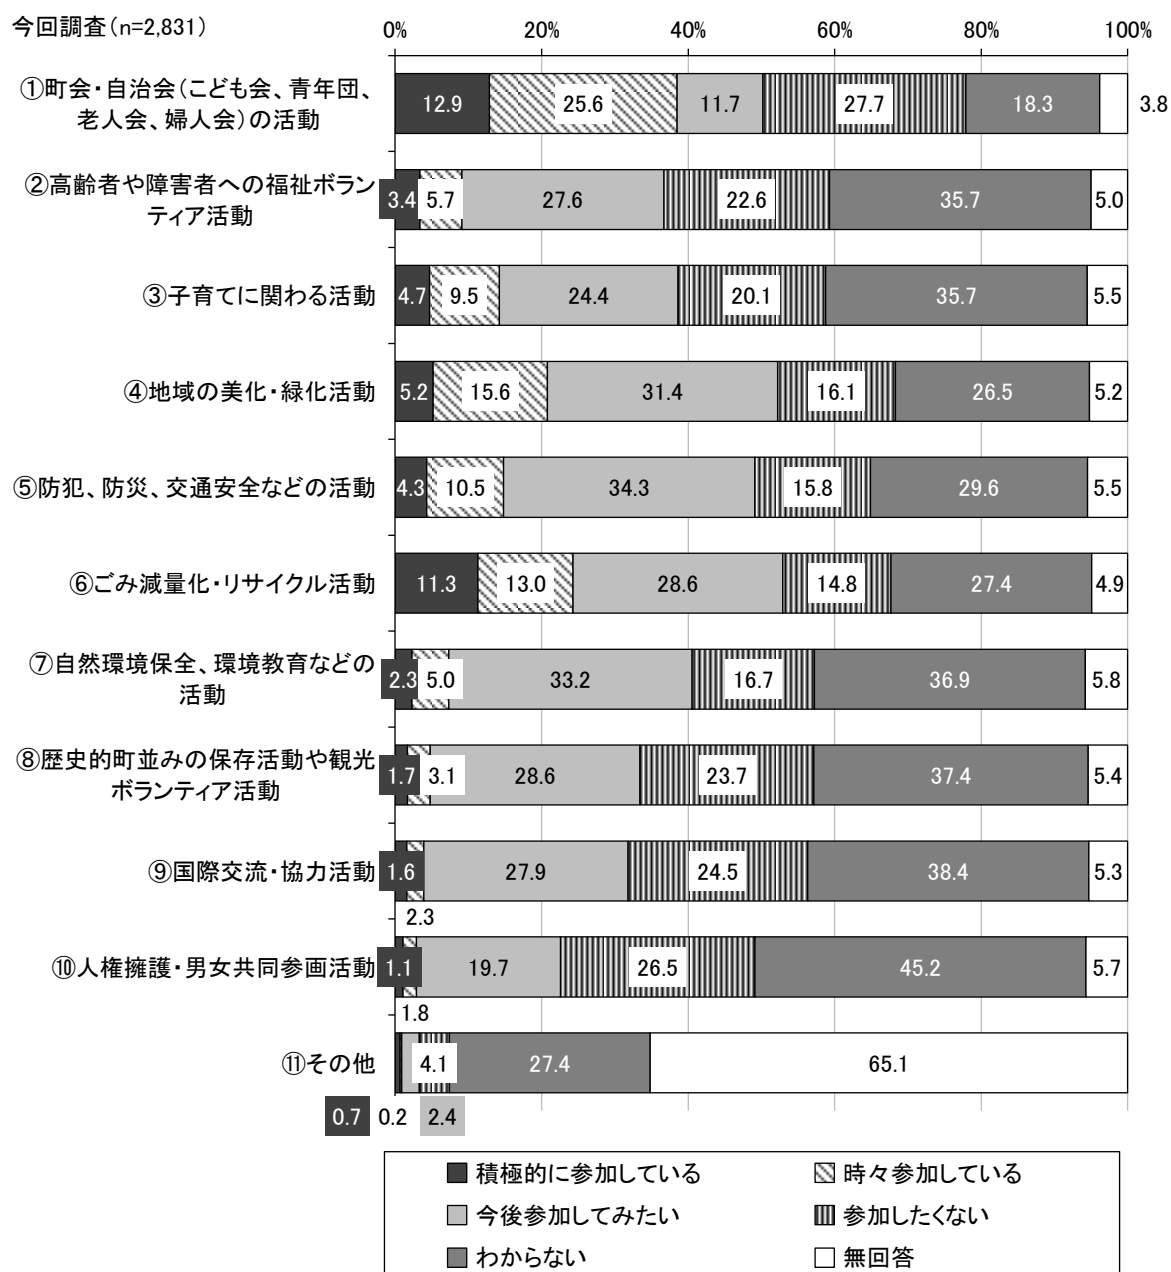 今回調査(n=2,831)
0% 20% 40% 60% 80% 100%
①町会・自治会(こども会、青年団、
老人会、婦人会)の活動
12.9 25.6 11.7 27.7 18.3 3.8
②高齢者や障害者への福祉ボラン
ティア活動
3.4 5.7 27.6 22.6 35.7 5.0
③子育てに関わる活動
4.7 9.5 24.4 20.1 35.7 5.5
④地域の美化・緑化活動
5.2 15.6 31.4 16.1 26.5 5.2
⑤防犯、防災、交通安全などの活動
4.3 10.5 34.3 15.8 29.6 5.5
⑥ごみ減量化・リサイクル活動
11.3 13.0 28.6 14.8 27.4 4.9
⑦自然環境保全、環境教育などの
活動
2.3 5.0 33.2 16.7 36.9 5.8
⑧歴史的町並みの保存活動や観光
ボランティア活動
1.7 3.1 28.6 23.7 37.4 5.4
⑨国際交流・協力活動
1.6 27.9 24.5 38.4 5.3
2.3
⑩人権擁護・男女共同参画活動
1.1 19.7 26.5 45.2 5.7
1.8
⑪その他
4.1 27.4 65.1
0.7 0.2 2.4
積極的に参加している 時々参加している
今後参加してみたい 参加したくない
わからない 無回答